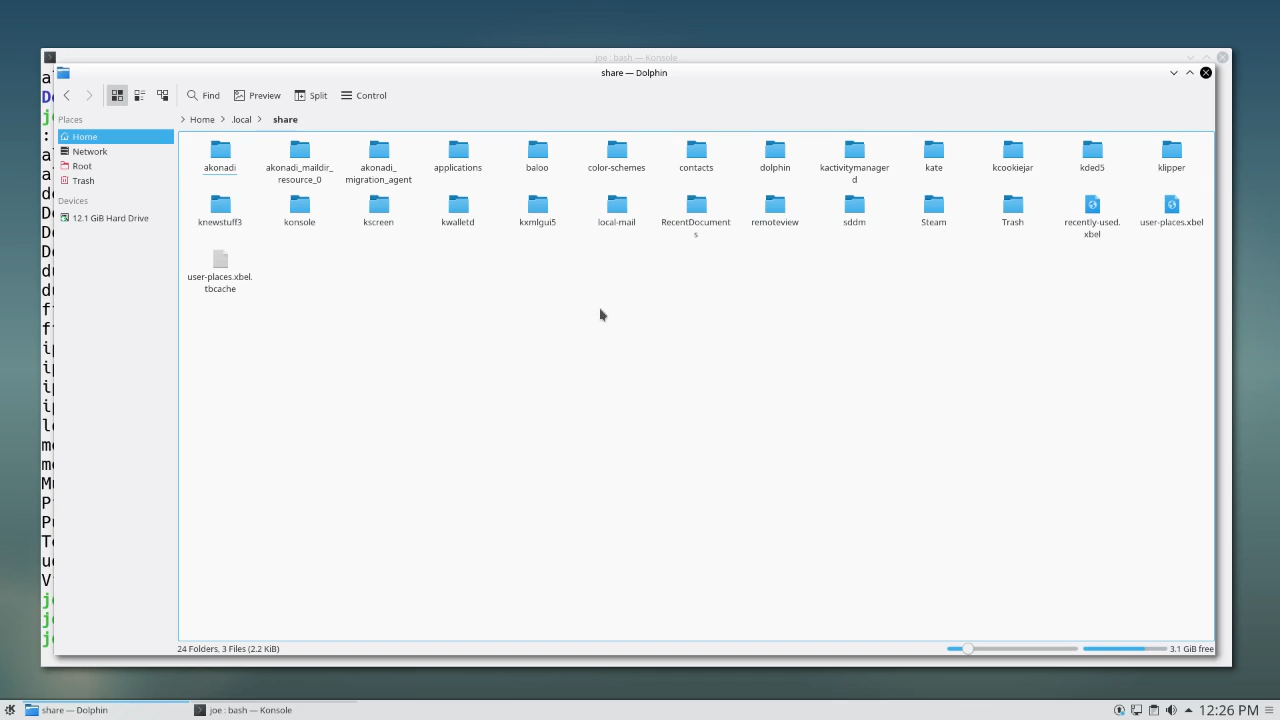 joe : bash — Konsole
share — Dolphin
Find Preview Split Control
Places
Home
Network
Root
Trash
Devices
12.1 GiB Hard Drive
Home .local share
akonadi
akonadi_maildir_
resource_0
akonadi_
migration_agent
applications
baloo
color-schemes
contacts
dolphin
kactivitymanager
d
kate
kcookiejar
kded5
klipper
knewstuff3
konsole
kscreen
kwalletd
kxmlgui5
local-mail
RecentDocument
s
remoteview
sddm
Steam
Trash
recently-used.
xbel
user-places.xbel
user-places.xbel.
tbcache
24 Folders, 3 Files (2.2 KiB)
3.1 GiB free
share — Dolphin
joe : bash — Konsole
12:26 PM